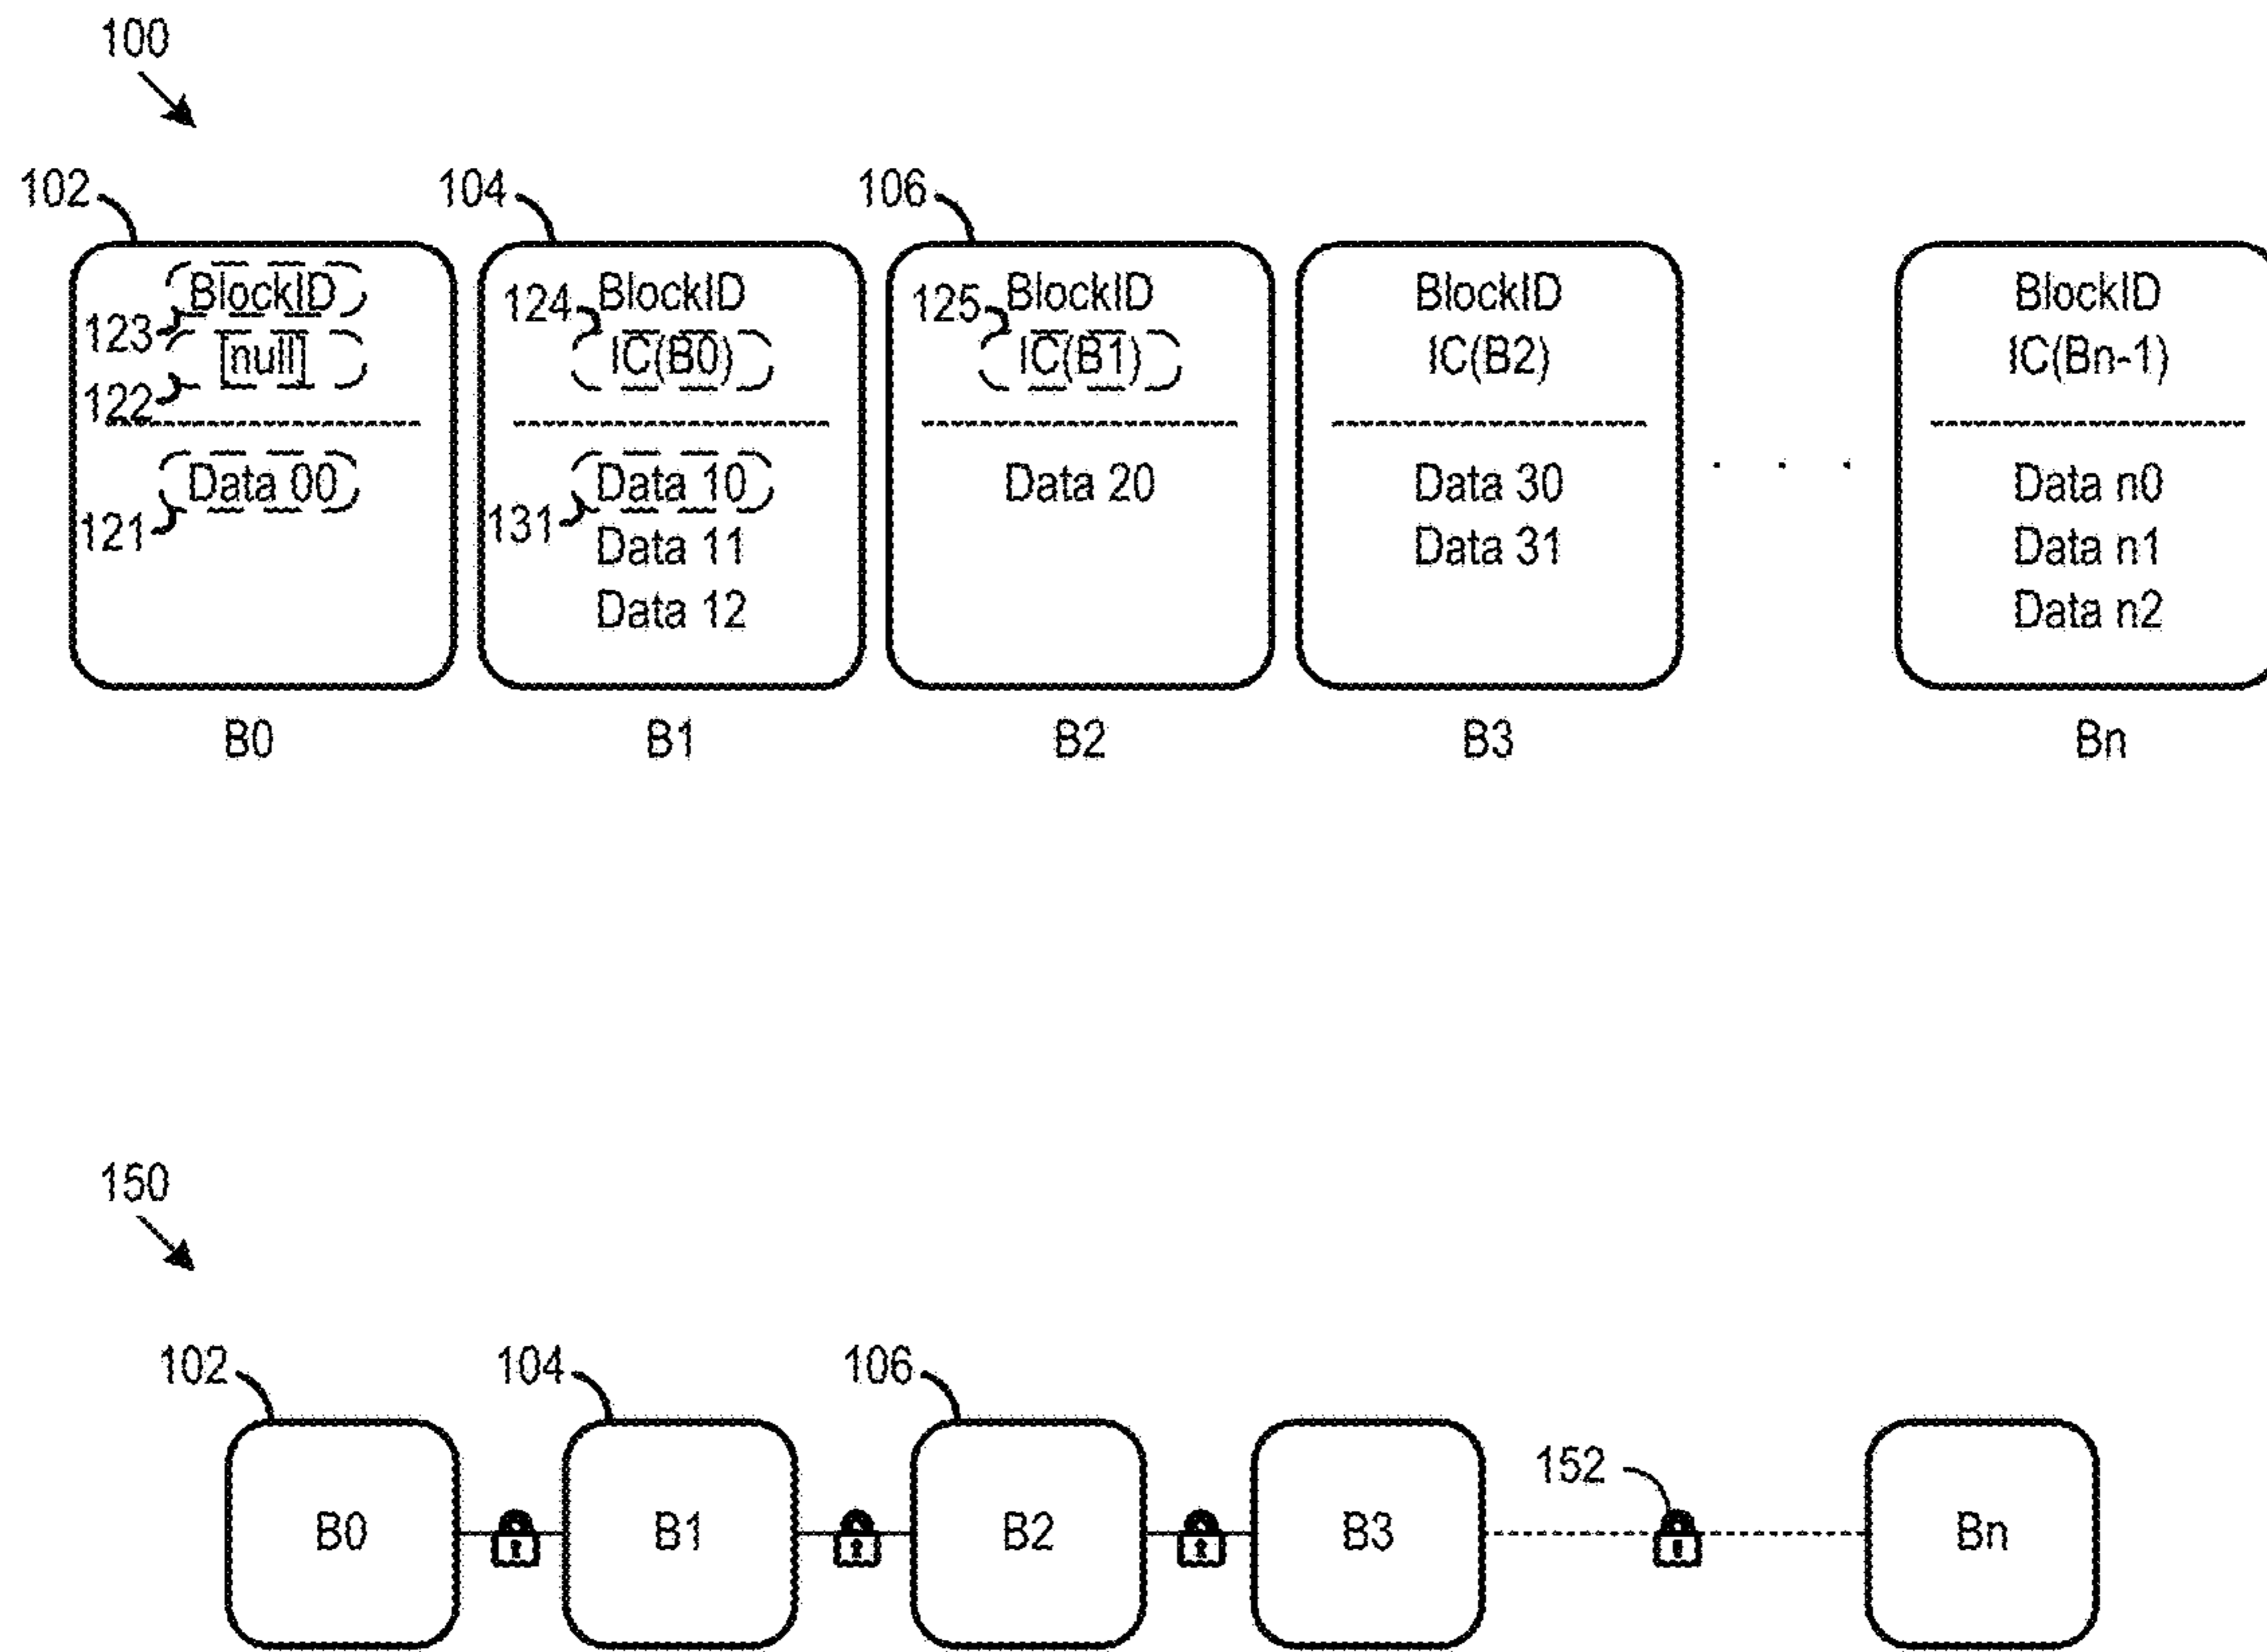 100
102
104
106
BlockID
123
[null]
122
Data 00
121
124
BlockID
IC(B0)
Data 10
131
Data 11
Data 12
125
BlockID
IC(B1)
Data 20
BlockID
IC(B2)
Data 30
Data 31
. . .
BlockID
IC(Bn-1)
Data n0
Data n1
Data n2
B0
B1
B2
B3
Bn
150
102
104
106
152
B0
B1
B2
B3
Bn